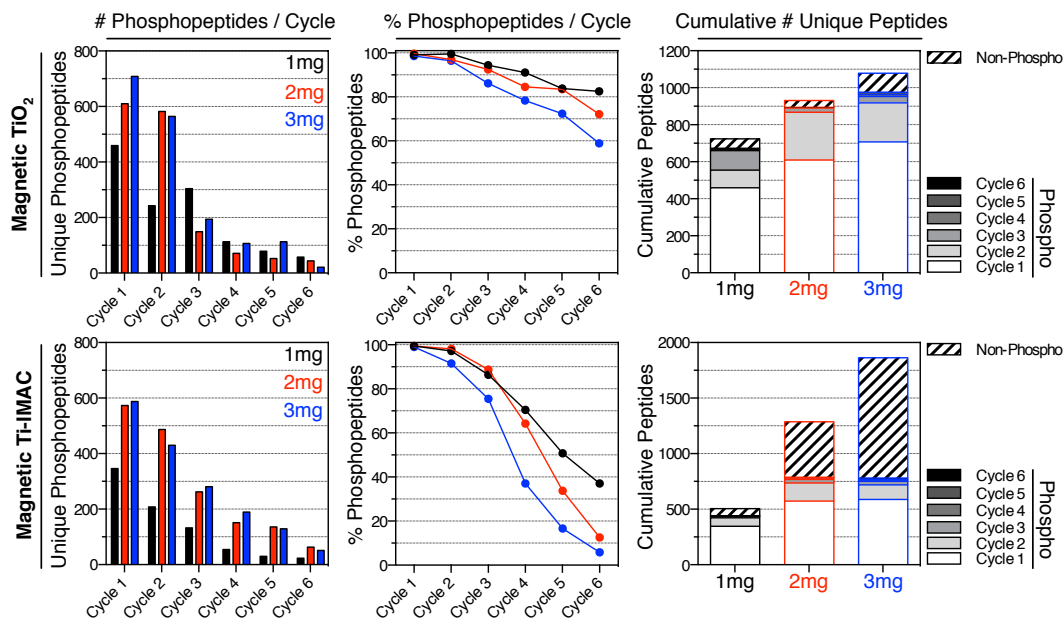 # Phosphopeptides / Cycle
% Phosphopeptides / Cycle
Cumulative # Unique Peptides
Magnetic TiO2
Unique Phosphopeptides
800
600
400
200
0
1mg
2mg
3mg
Cycle 1
Cycle 2
Cycle 3
Cycle 4
Cycle 5
Cycle 6
% Phosphopeptides
100
80
60
40
20
0
Cycle 1
Cycle 2
Cycle 3
Cycle 4
Cycle 5
Cycle 6
Cumulative Peptides
1200
1000
800
600
400
200
0
1mg
2mg
3mg
Non-Phospho
Cycle 6
Cycle 5
Cycle 4
Cycle 3
Cycle 2
Cycle 1
Phospho
Magnetic Ti-IMAC
Unique Phosphopeptides
800
600
400
200
0
1mg
2mg
3mg
Cycle 1
Cycle 2
Cycle 3
Cycle 4
Cycle 5
Cycle 6
% Phosphopeptides
100
80
60
40
20
0
Cycle 1
Cycle 2
Cycle 3
Cycle 4
Cycle 5
Cycle 6
Cumulative Peptides
2000
1500
1000
500
0
1mg
2mg
3mg
Non-Phospho
Cycle 6
Cycle 5
Cycle 4
Cycle 3
Cycle 2
Cycle 1
Phospho